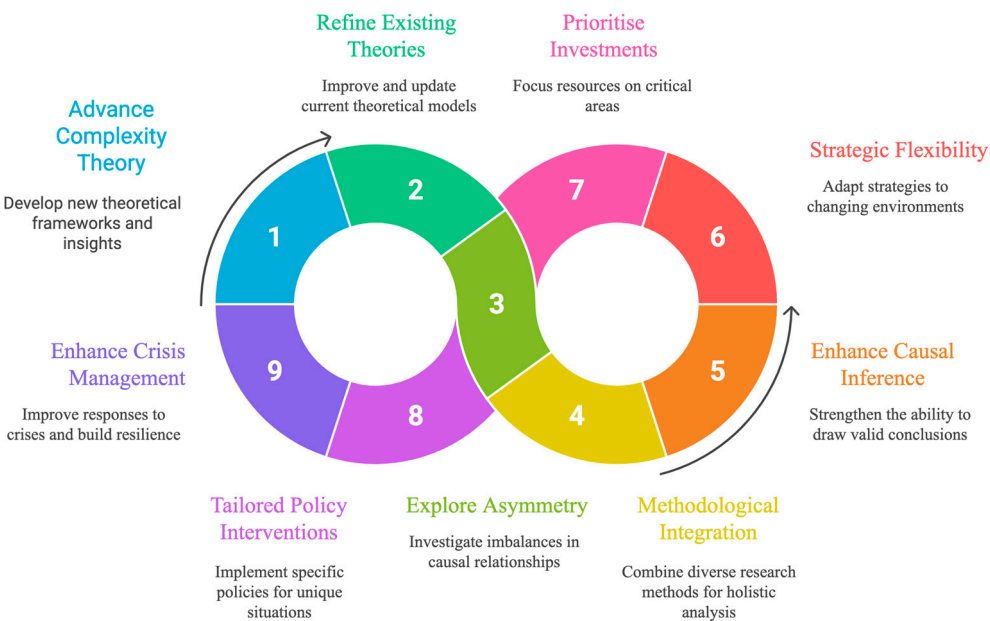 Refine Existing
Theories
Improve and update
current theoretical models
Prioritise
Investments
Focus resources on critical
areas
Advance
Complexity
Theory
Develop new theoretical
frameworks and
insights
Strategic Flexibility
Adapt strategies to
changing environments
1
2
3
4
5
6
7
8
9
Enhance Crisis
Management
Improve responses to
crises and build resilience
Enhance Causal
Inference
Strengthen the ability to
draw valid conclusions
Tailored Policy
Interventions
Implement specific
policies for unique
situations
Explore Asymmetry
Investigate imbalances in
causal relationships
Methodological
Integration
Combine diverse research
methods for holistic
analysis